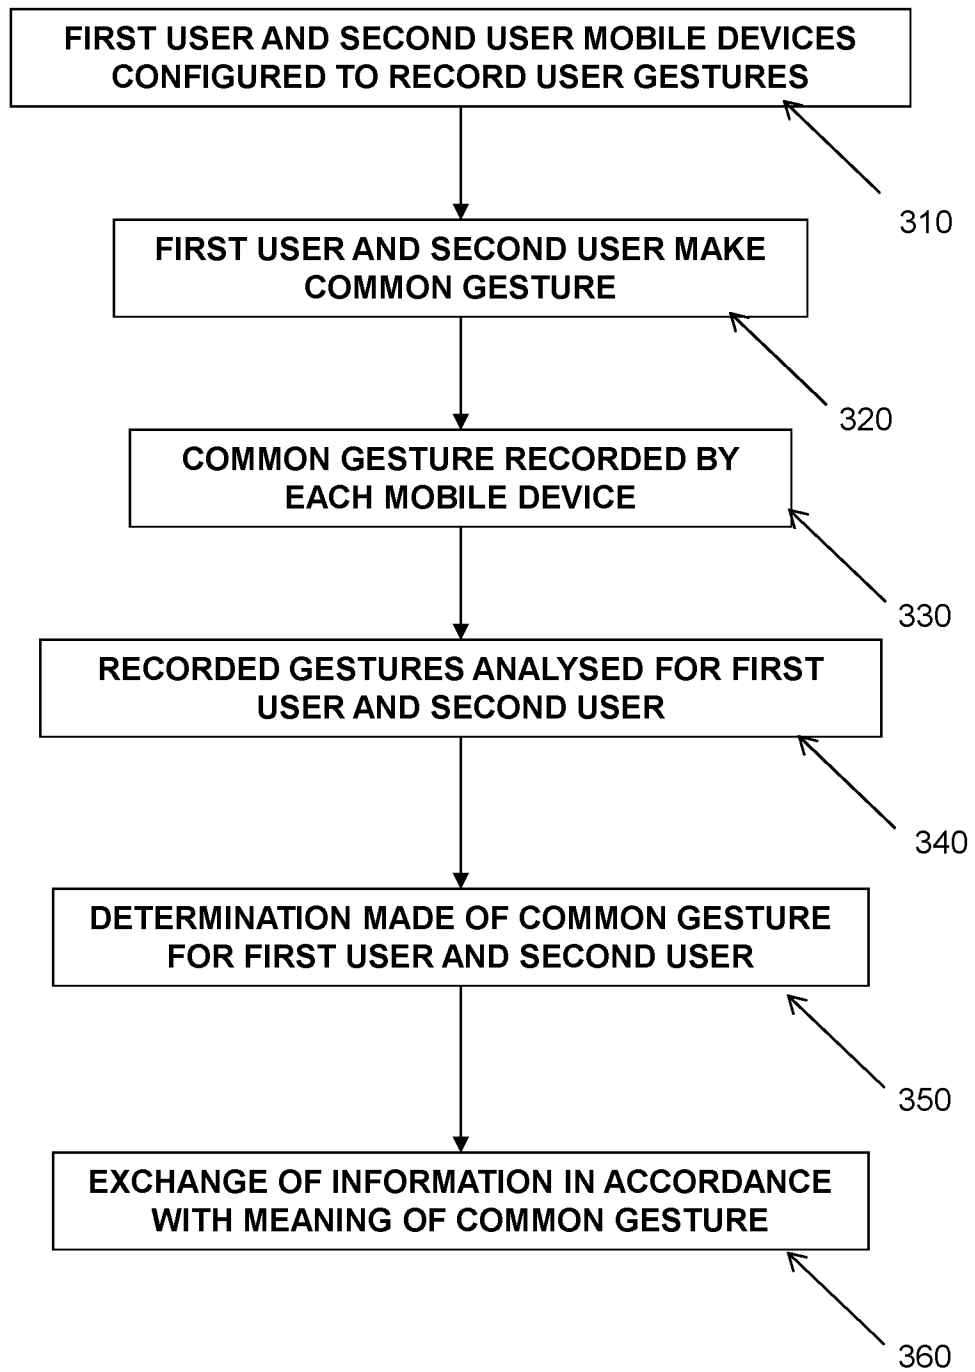 FIRST USER AND SECOND USER MOBILE DEVICES
CONFIGURED TO RECORD USER GESTURES
310
FIRST USER AND SECOND USER MAKE
COMMON GESTURE
320
COMMON GESTURE RECORDED BY
EACH MOBILE DEVICE
330
RECORDED GESTURES ANALYSED FOR FIRST
USER AND SECOND USER
340
DETERMINATION MADE OF COMMON GESTURE
FOR FIRST USER AND SECOND USER
350
EXCHANGE OF INFORMATION IN ACCORDANCE
WITH MEANING OF COMMON GESTURE
360